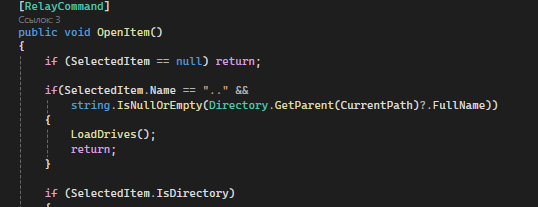 [RelayCommand]
Ссылок: 3
public void OpenItem()
{
if (SelectedItem == null) return;
if(SelectedItem.Name == ".." &&
string.IsNullOrEmpty(Directory.GetParent(CurrentPath)?.FullName))
{
LoadDrives();
return;
}
if (SelectedItem.IsDirectory)
{